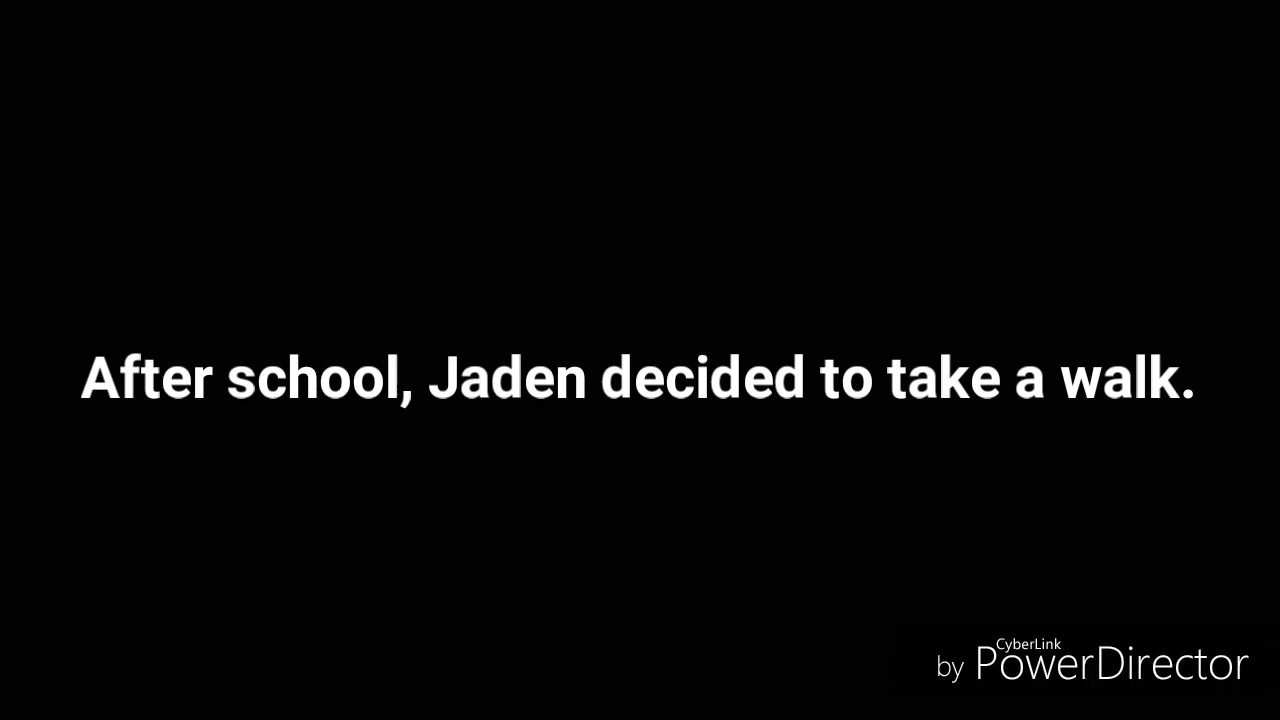 After school, Jaden decided to take a walk.
CyberLink
by PowerDirector